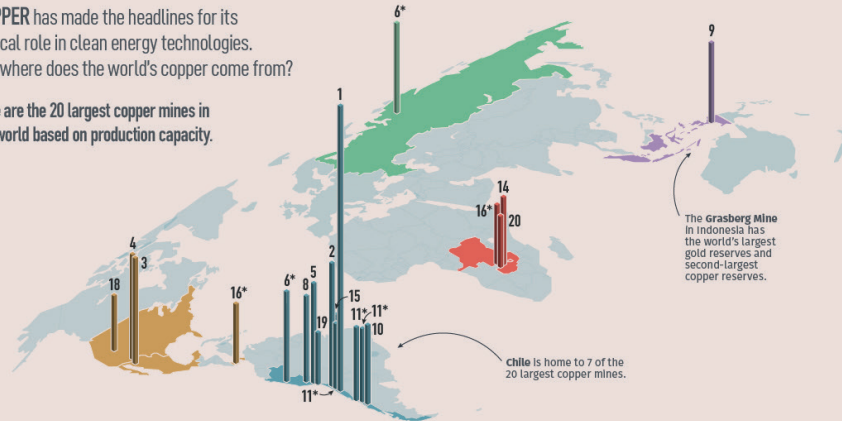 PPER has made the headlines for its
ical role in clean energy technologies.
where does the world's copper come from?
e are the 20 largest copper mines in
world based on production capacity.
6*
9
1
14
16*
20
4
3
18
16*
2
5
6*
8
15
19
11*
11*
10
11*
The Grasberg Mine
in Indonesia has
the world's largest
gold reserves and
second-largest
copper reserves.
Chile is home to 7 of the
20 largest copper mines.